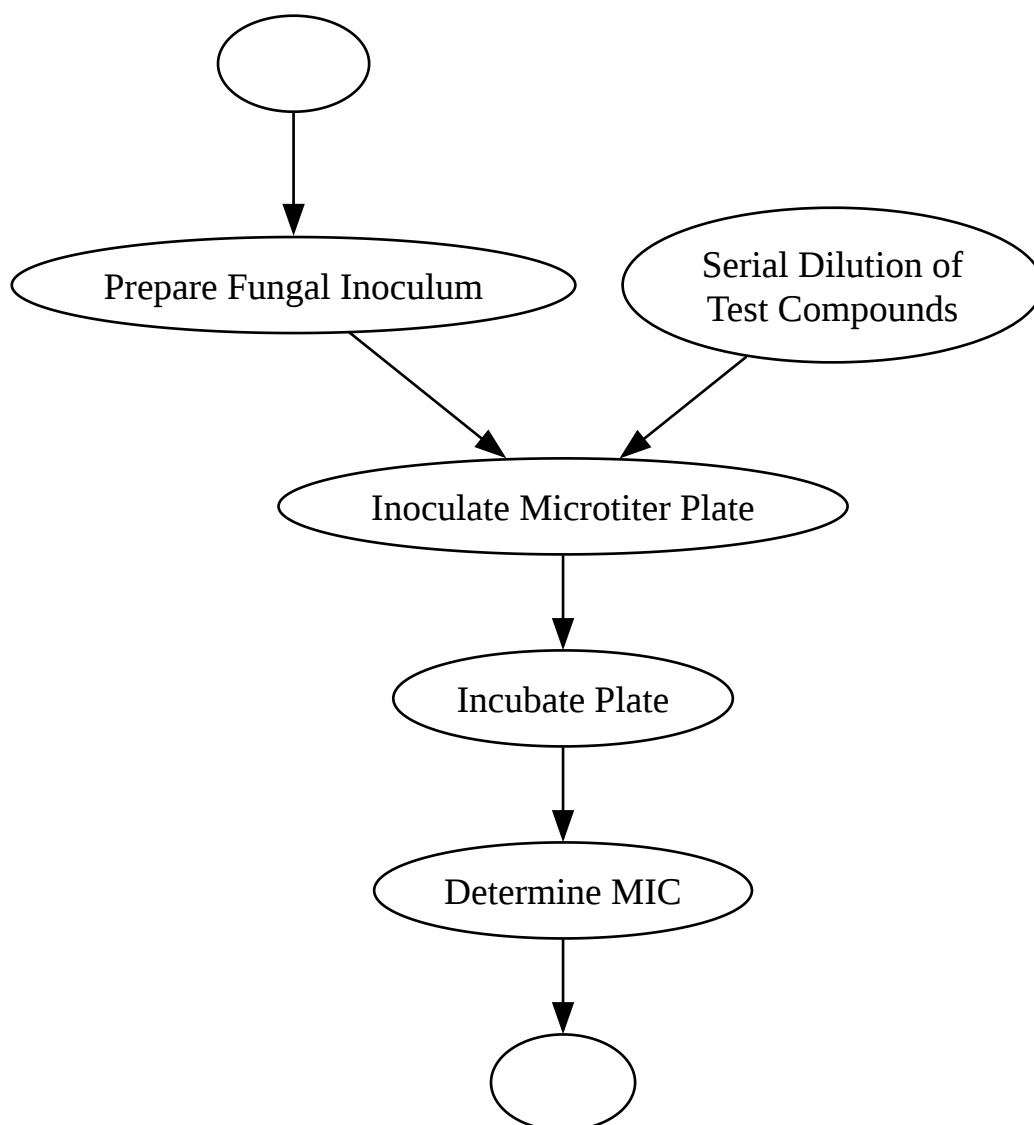 Prepare Fungal Inoculum
Serial Dilution of
Test Compounds
Inoculate Microtiter Plate
Incubate Plate
Determine MIC